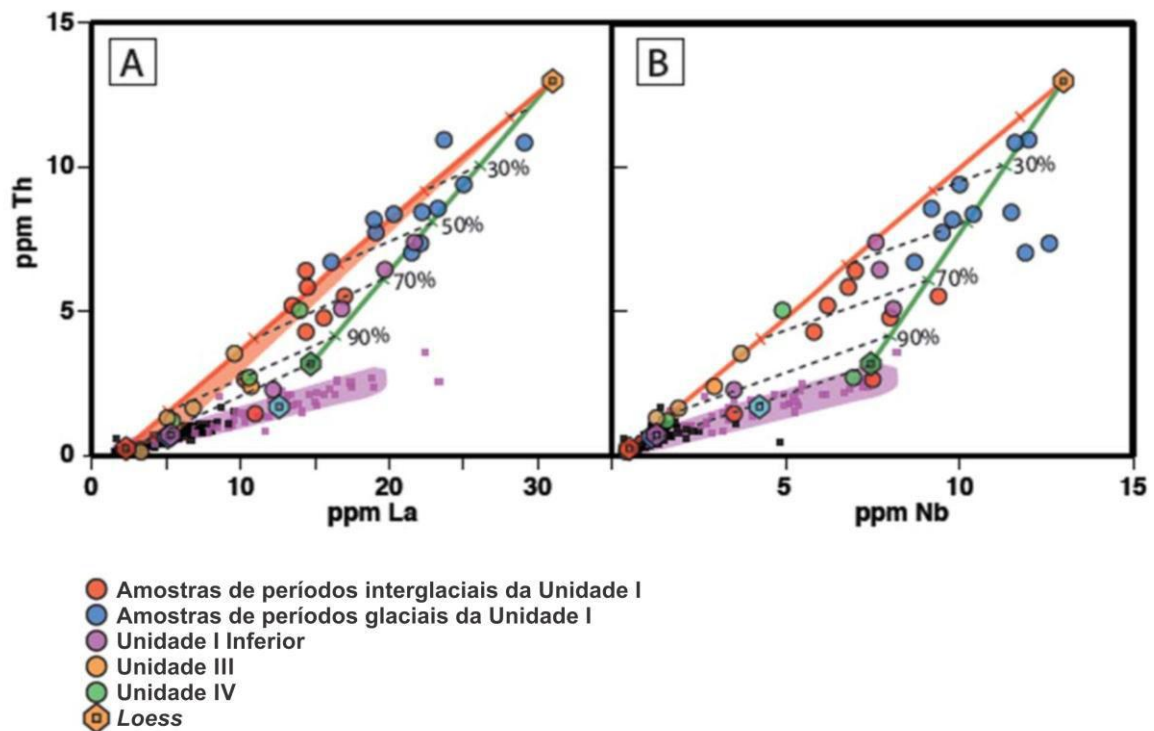 15
A
B
30%
50%
70%
90%
30%
70%
90%
10
5
0
ppm Th
0
10
20
30
5
10
15
ppm La
ppm Nb
Amostras de períodos interglaciais da Unidade I
Amostras de períodos glaciais da Unidade I
Unidade I Inferior
Unidade III
Unidade IV
Loess